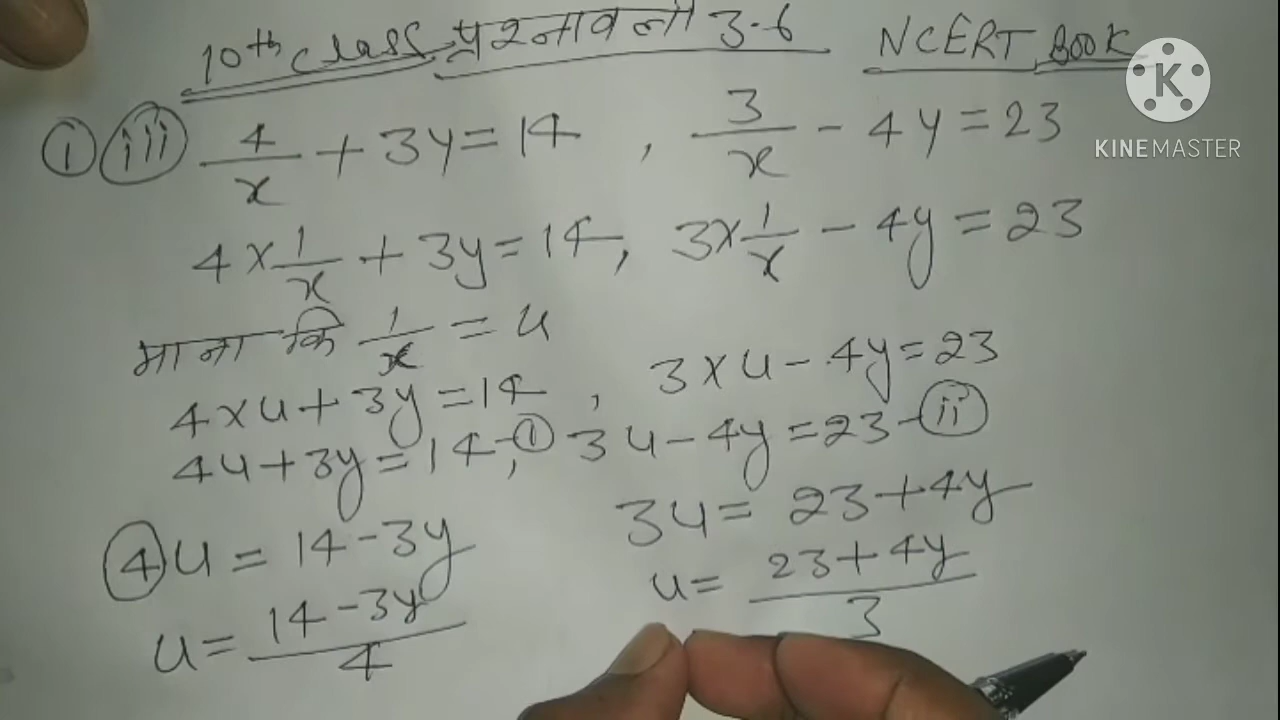 10th class प्रश्नावली 3.6 NCERT Book
① ⓘⓘⓘ 4/x + 3y = 14 , 3/x - 4y = 23
4 × 1/x + 3y = 14, 3 × 1/x - 4y = 23
माना कि 1/x = u
4 × u + 3y = 14 , 3 × u - 4y = 23
4u + 3y = 14 - ①, 3u - 4y = 23 - ⓘⓘ
4u = 14 - 3y 3u = 23 + 4y
u = 14 - 3y/4 u = 23 + 4y/3
K
KINEMASTER